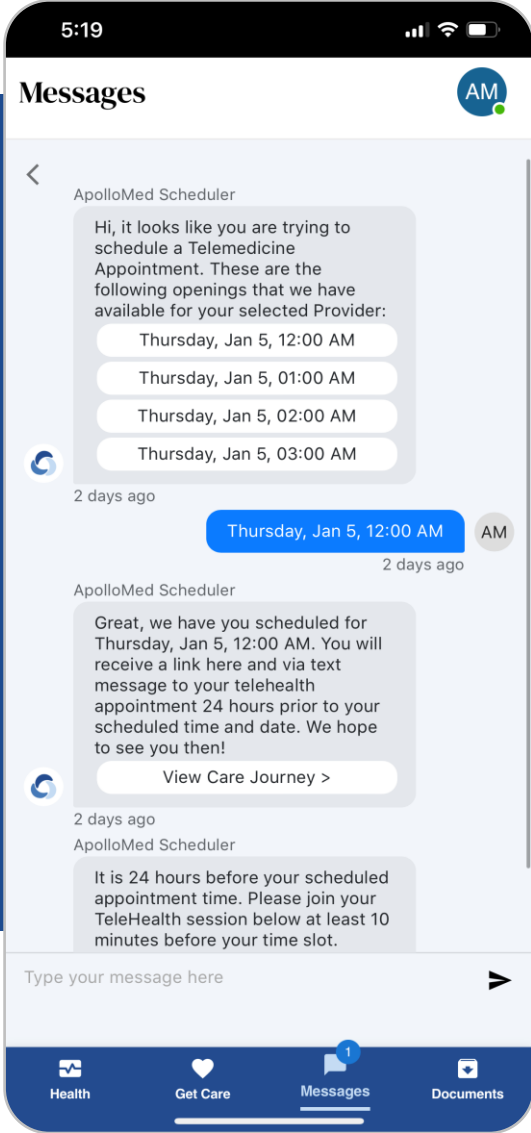 5:19
Messages
AM
ApolloMed Scheduler
Hi, it looks like you are trying to
schedule a Telemedicine
Appointment. These are the
following openings that we have
available for your selected Provider:
Thursday, Jan 5, 12:00 AM
Thursday, Jan 5, 01:00 AM
Thursday, Jan 5, 02:00 AM
Thursday, Jan 5, 03:00 AM
2 days ago
Thursday, Jan 5, 12:00 AM
AM
2 days ago
ApolloMed Scheduler
Great, we have you scheduled for
Thursday, Jan 5, 12:00 AM. You will
receive a link here and via text
message to your telehealth
appointment 24 hours prior to your
scheduled time and date. We hope
to see you then!
View Care Journey >
2 days ago
ApolloMed Scheduler
It is 24 hours before your scheduled
appointment time. Please join your
TeleHealth session below at least 10
minutes before your time slot.
Type your message here
1
Health
Get Care
Messages
Documents